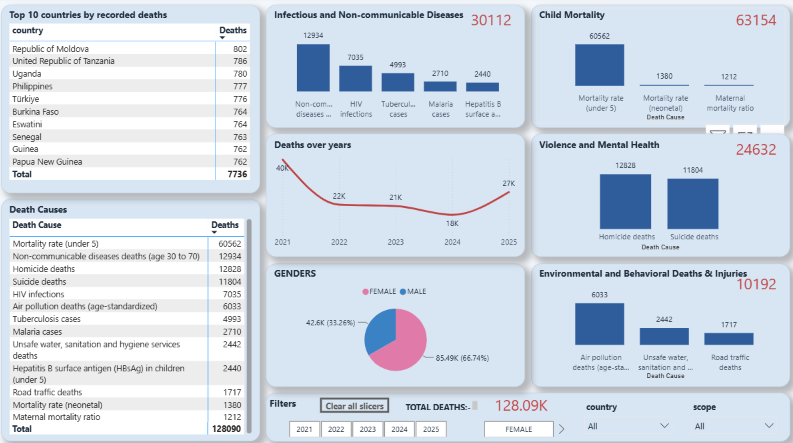 Top 10 countries by recorded deaths
country Deaths
Republic of Moldova 802
United Republic of Tanzania 786
Uganda 780
Philippines 777
Türkiye 776
Burkina Faso 764
Eswatini 764
Senegal 763
Guinea 762
Papua New Guinea 762
Total 7736
Death Causes
Death Cause Deaths
Mortality rate (under 5) 60562
Non-communicable diseases deaths (age 30 to 70) 12934
Homicide deaths 12828
Suicide deaths 11804
HIV infections 7035
Air pollution deaths (age-standardized) 6033
Tuberculosis cases 4993
Malaria cases 2710
Unsafe water, sanitation and hygiene services 2442
deaths
Hepatitis B surface antigen (HBsAg) in children 2440
(under 5)
Road traffic deaths 1717
Mortality rate (neonetal) 1380
Maternal mortality ratio 1212
Total 128090
Infectious and Non-communicable Diseases 30112
12934
7035
4993
2710
2440
Non-com... HIV Tubercul... Malaria Hepatitis B
diseases ... infections cases cases surface a...
Deaths over years
40K
22K
21K
18K
27K
2021 2022 2023 2024 2025
GENDERS
FEMALE MALE
42.6K (33.26%)
85.49K (66.74%)
Child Mortality 63154
60562
1380
1212
Mortality rate Mortality rate Maternal
(under 5) (neonetal) mortality ratio
Death Cause
Violence and Mental Health 24632
12828
11804
Homicide deaths Suicide deaths
Death Cause
Environmental and Behavioral Deaths & Injuries
10192
6033
2442
1717
Air pollution Unsafe water, Road traffic
deaths (age-sta... sanitation and ... deaths
Death Cause
Filters Clear all slicers TOTAL DEATHS:- 128.09K country scope
2021 2022 2023 2024 2025 FEMALE All All